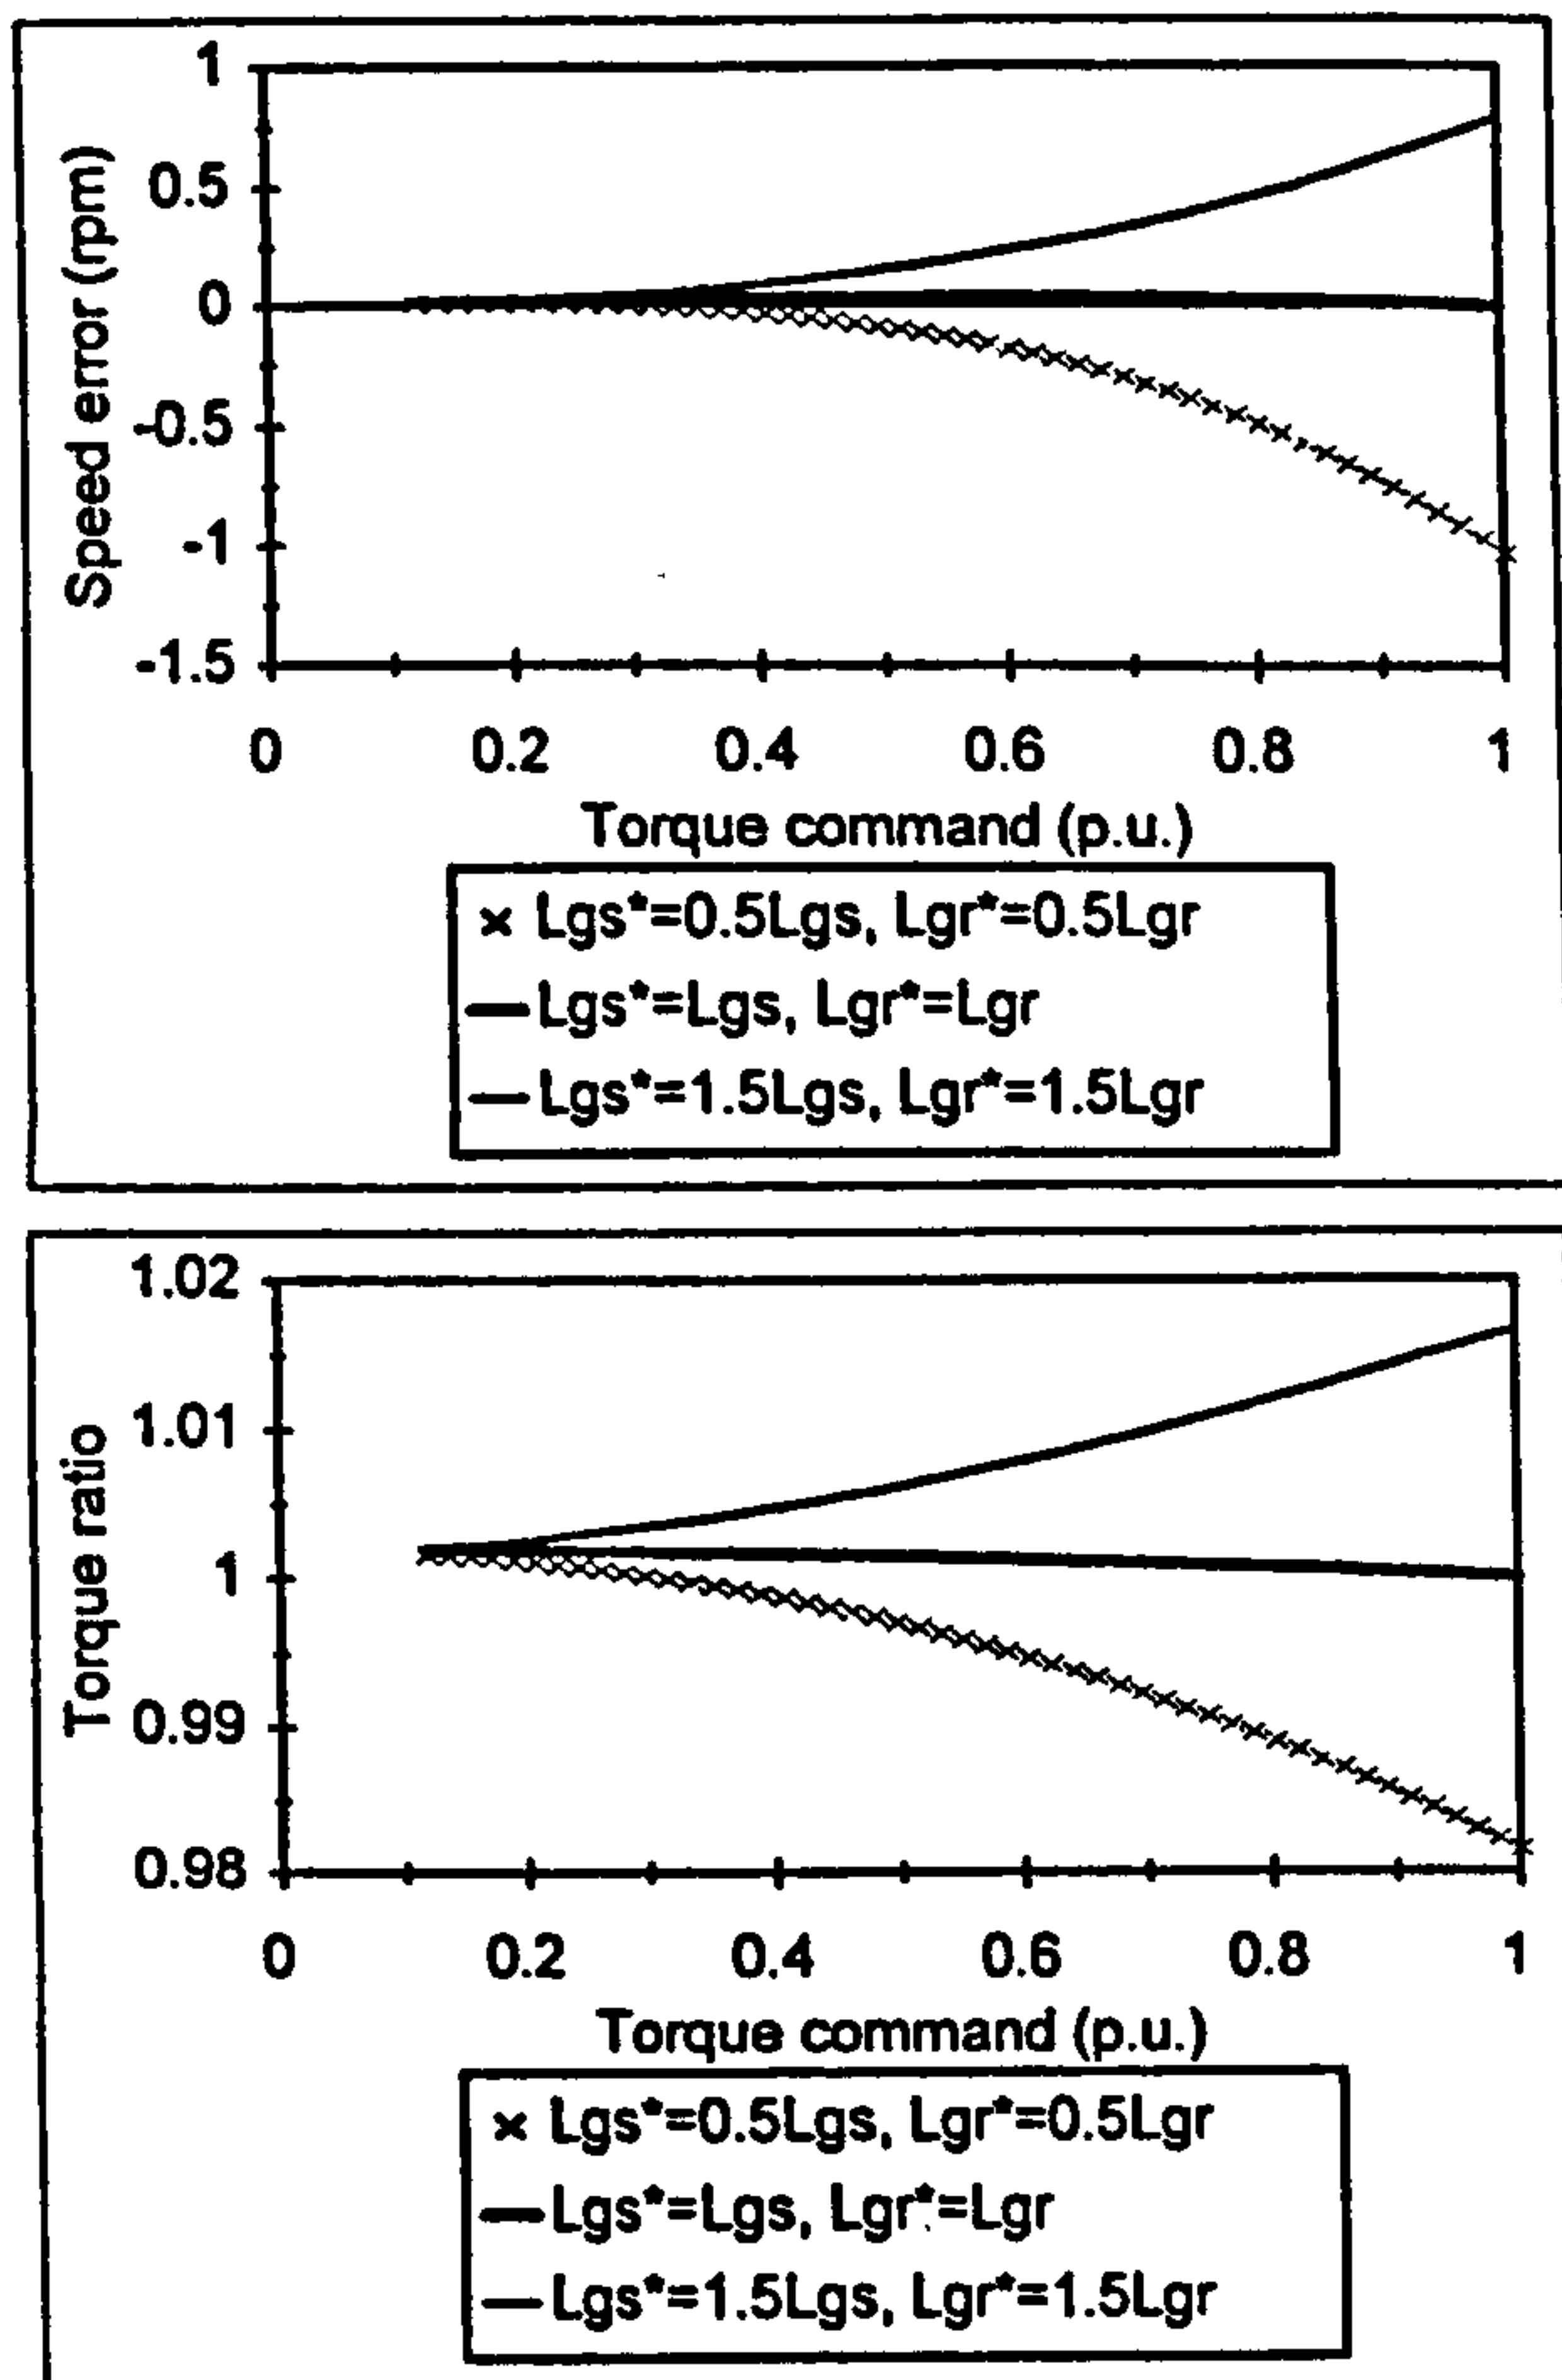 1
0.5
0
-0.5
-1
-1.5
Speed error (rpm)
0 0.2 0.4 0.6 0.8 1
Torque command (p.u.)
× Lgs*=0.5Lgs, Lgr*=0.5Lgr
Lgs*=Lgs, Lgr*=Lgr
Lgs*=1.5Lgs, Lgr*=1.5Lgr
1.02
1.01
1
0.99
0.98
Torque ratio
0 0.2 0.4 0.6 0.8 1
Torque command (p.u.)
× Lgs*=0.5Lgs, Lgr*=0.5Lgr
Lgs*=Lgs, Lgr*=Lgr
Lgs*=1.5Lgs, Lgr*=1.5Lgr